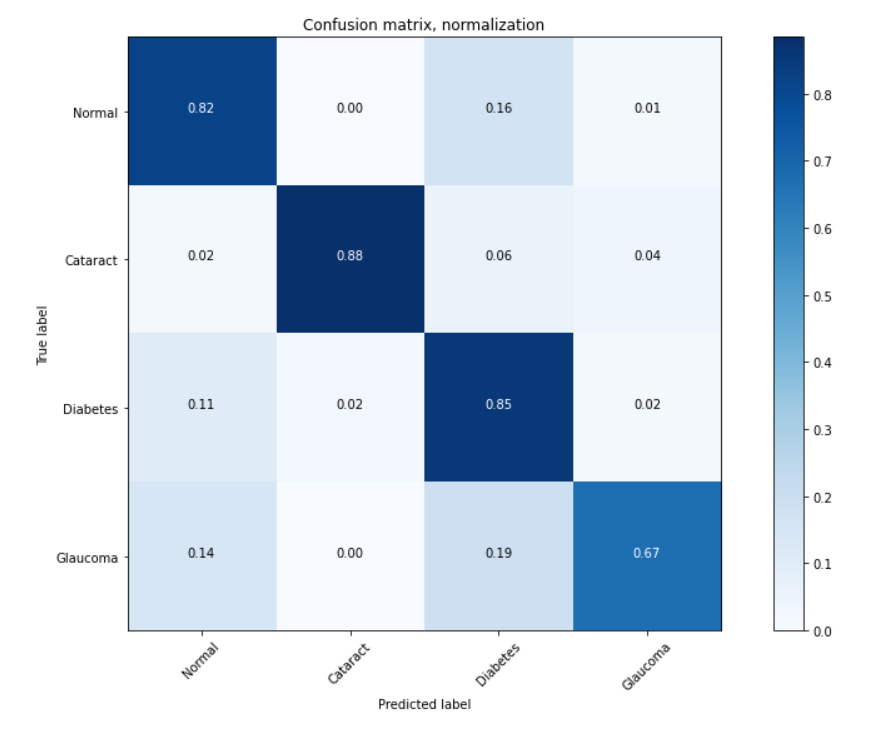 Confusion matrix, normalization
Normal 0.82 0.00 0.16 0.01
Cataract 0.02 0.88 0.06 0.04
Diabetes 0.11 0.02 0.85 0.02
Glaucoma 0.14 0.00 0.19 0.67
True label
Normal Cataract Diabetes Glaucoma
Predicted label
0.8
0.7
0.6
0.5
0.4
0.3
0.2
0.1
0.0